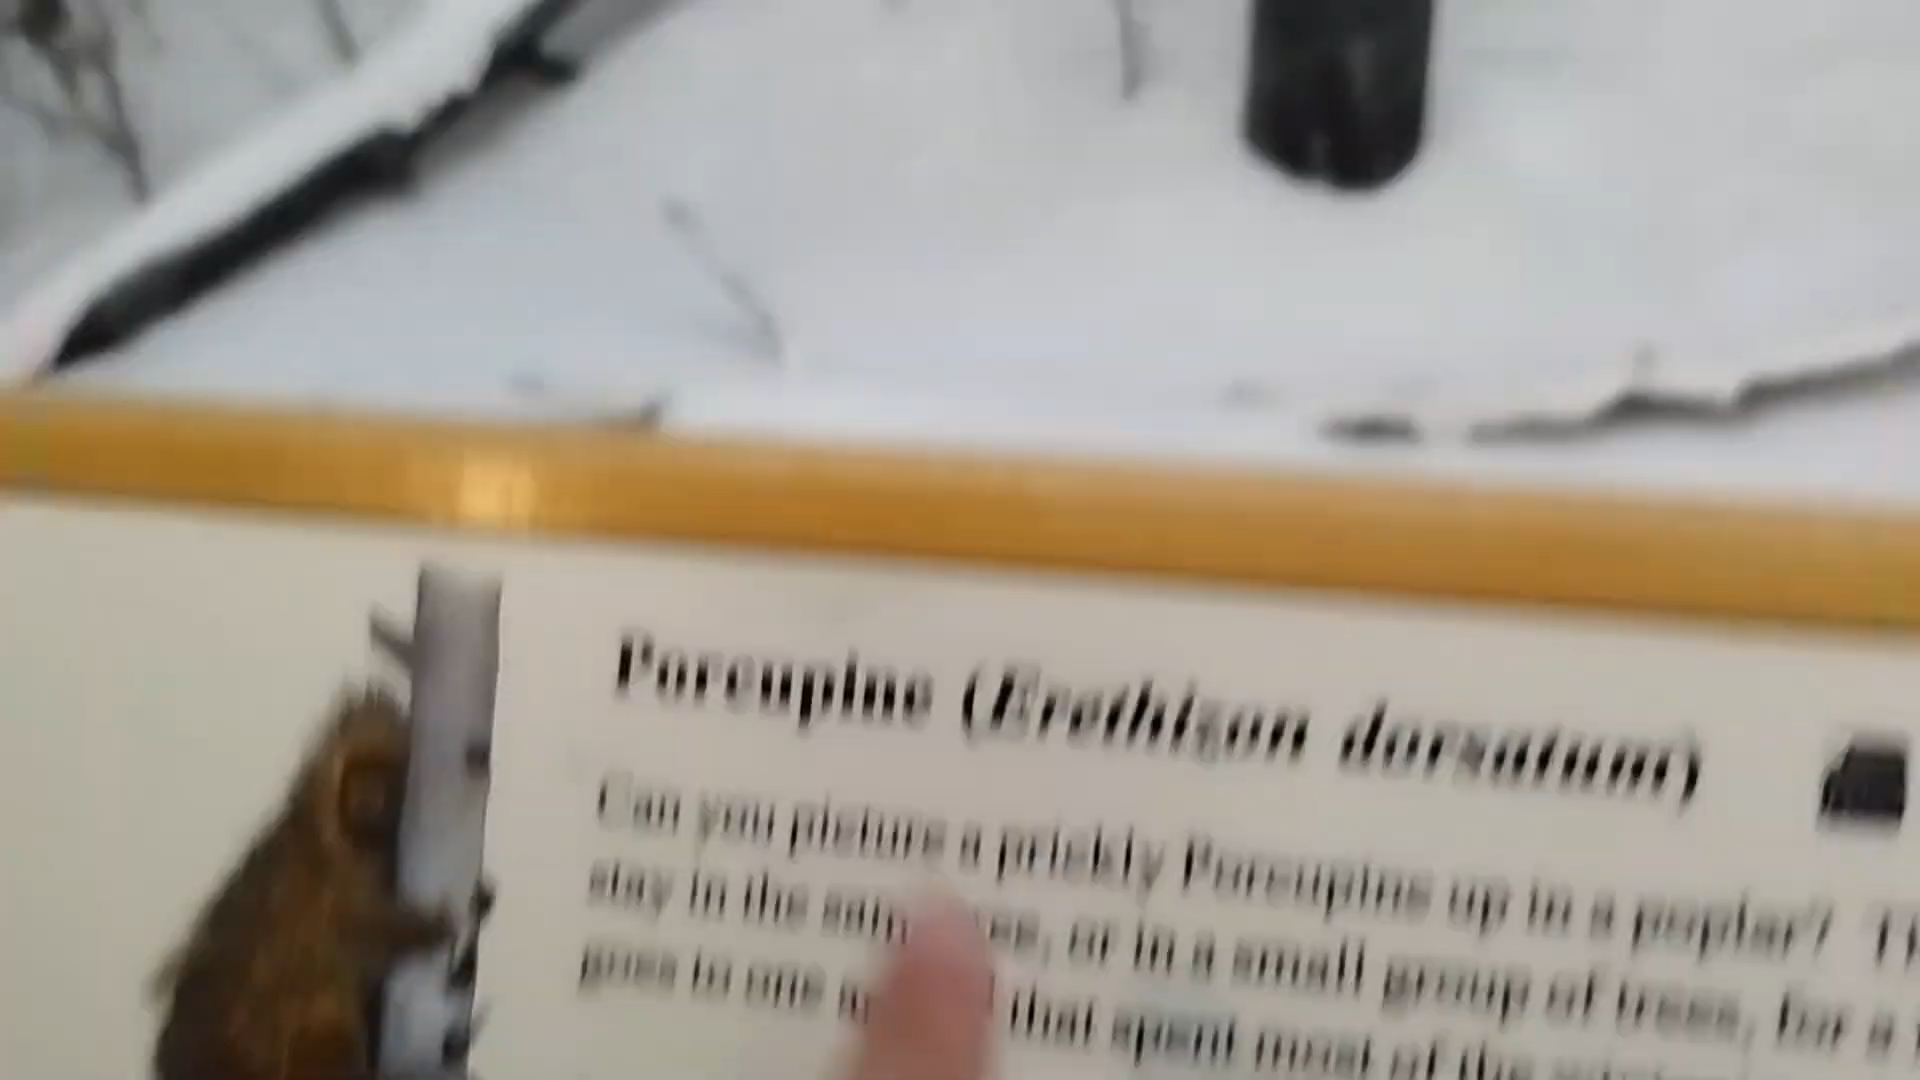 Porcupine (Erethizon dorsatum)
Can you picture a prickly Porcupine up in a poplar?
stay in the same, or in a small group of trees, for a
goes to one that spent most of the